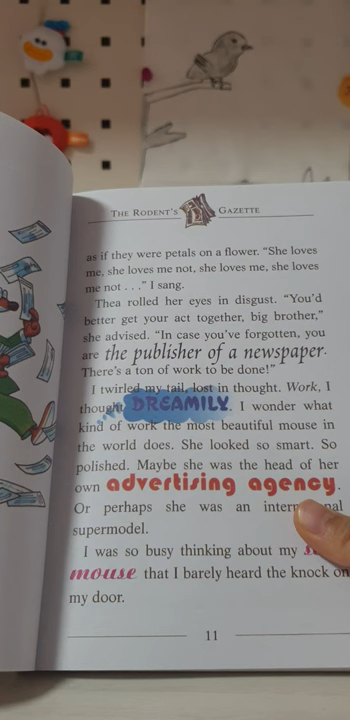 THE RODENT'S GAZETTE
as if they were petals on a flower. “She loves
me, she loves me not, she loves me, she loves
me not . . .” I sang.
Thea rolled her eyes in disgust. “You’d
better get your act together, big brother,”
she advised. “In case you’ve forgotten, you
are the publisher of a newspaper.
There’s a ton of work to be done!”
I twirled my tail, lost in thought. Work, I
thought DREAMILY. I wonder what
kind of work the most beautiful mouse in
the world does. She looked so smart. So
polished. Maybe she was the head of her
own advertising agency.
Or perhaps she was an
supermodel.
I was so busy thinking about my
mouse that I barely heard the knock on
my door.
11